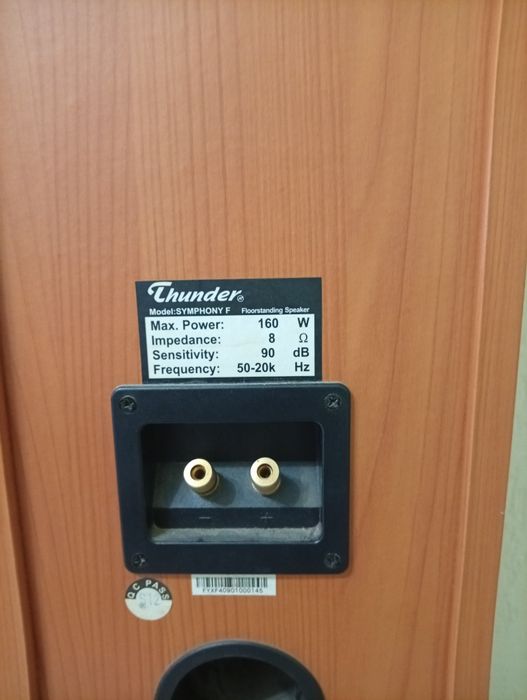 Thunder
Model:SYMPHONY F Floorstanding Speaker
Max. Power: 160 W
Impedance: 8 Ω
Sensitivity: 90 dB
Frequency: 50-20k Hz
− +
QC PASS
FYXF40901000145